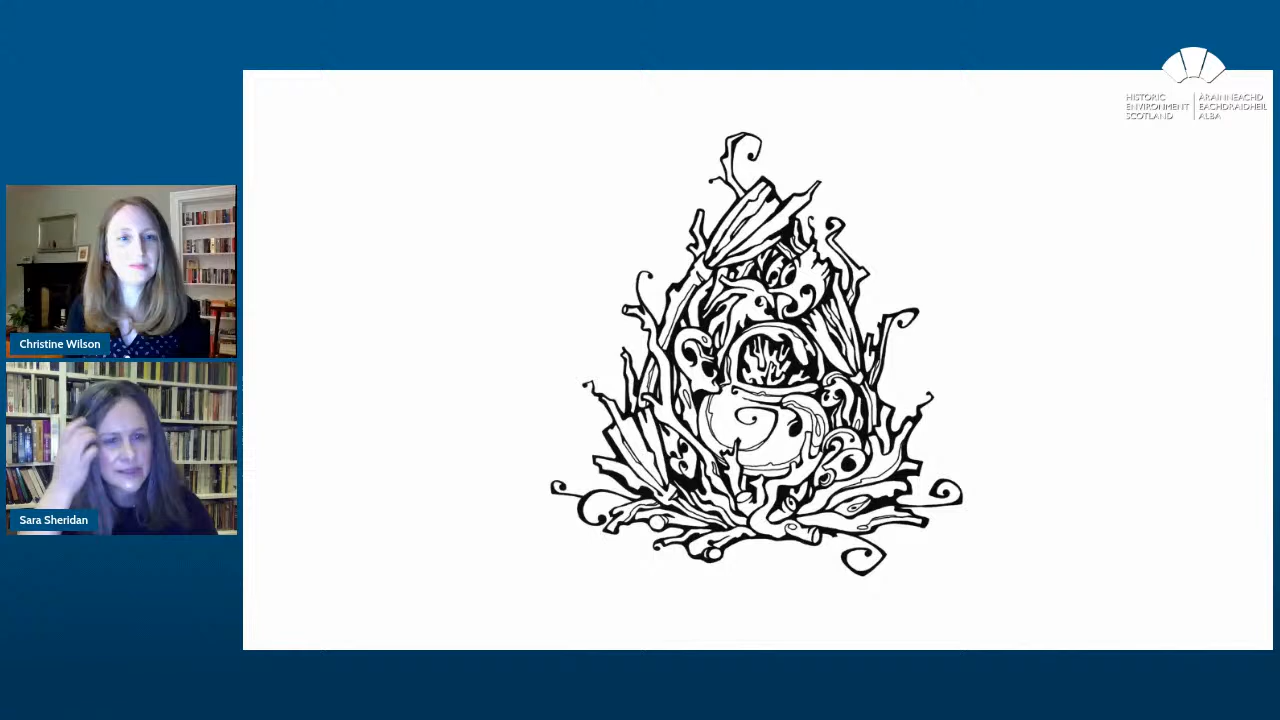 HISTORIC
ENVIRONMENT
SCOTLAND
ÀRAINNEACHD
EACHDRAIDHEIL
ALBA
Christine Wilson
Sara Sheridan